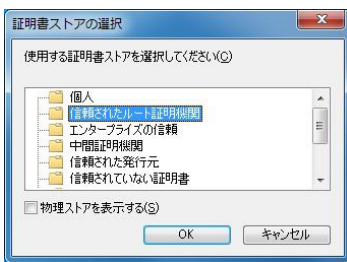 証明書ストアの選択
使用する証明書ストアを選択してください(C)
個人
信頼されたルート証明機関
エンタープライズの信頼
中間証明機関
信頼された発行元
信頼されていない証明書
物理ストアを表示する(S)
OK
キャンセル